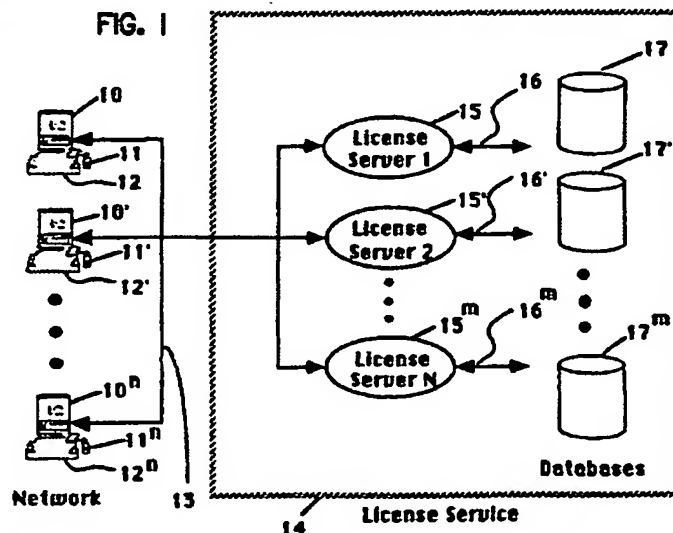 FIG. 1
10
11
12
10'
11'
12'
10ⁿ
11ⁿ
12ⁿ
Network
13
15
16
17
License
Server 1
15'
16'
17'
License
Server 2
15ᵐ
16ᵐ
17ᵐ
License
Server N
Databases
14
License Service